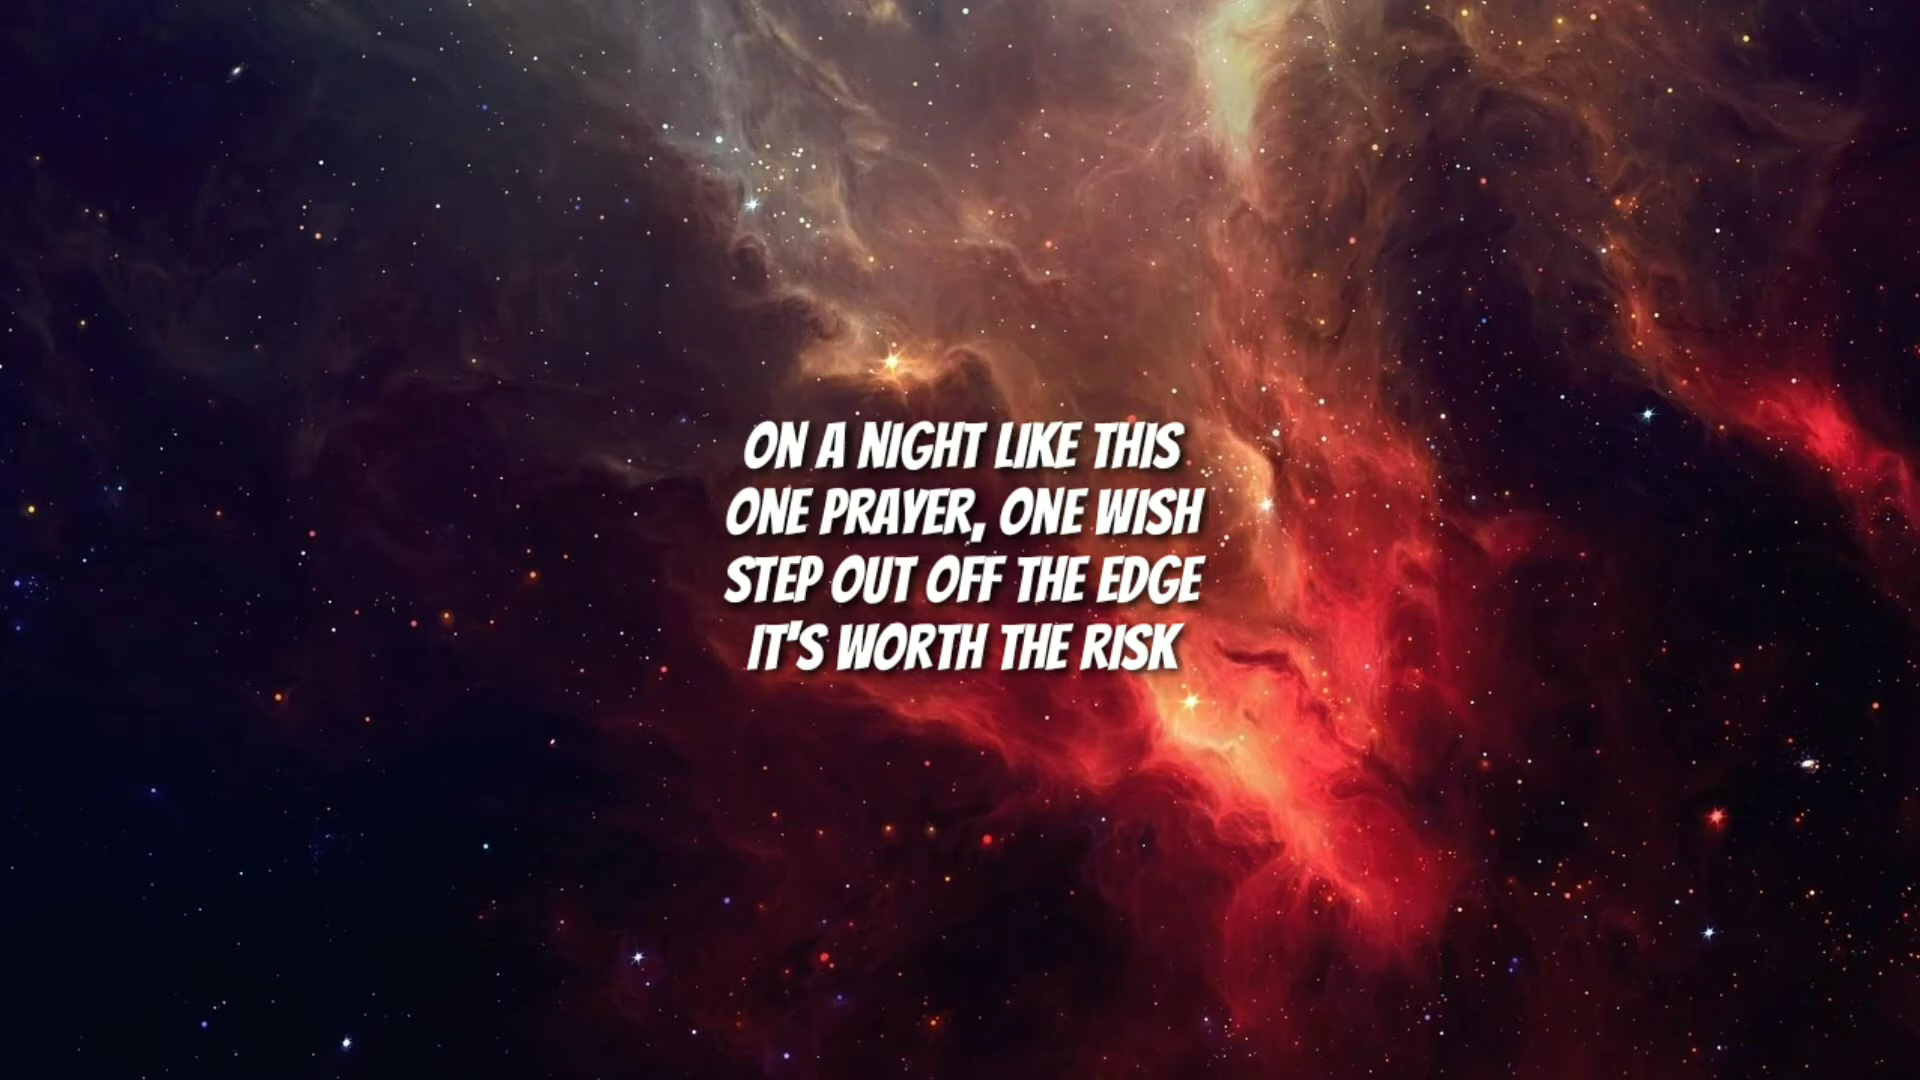 ON A NIGHT LIKE THIS
ONE PRAYER, ONE WISH
STEP OUT OFF THE EDGE
IT'S WORTH THE RISK